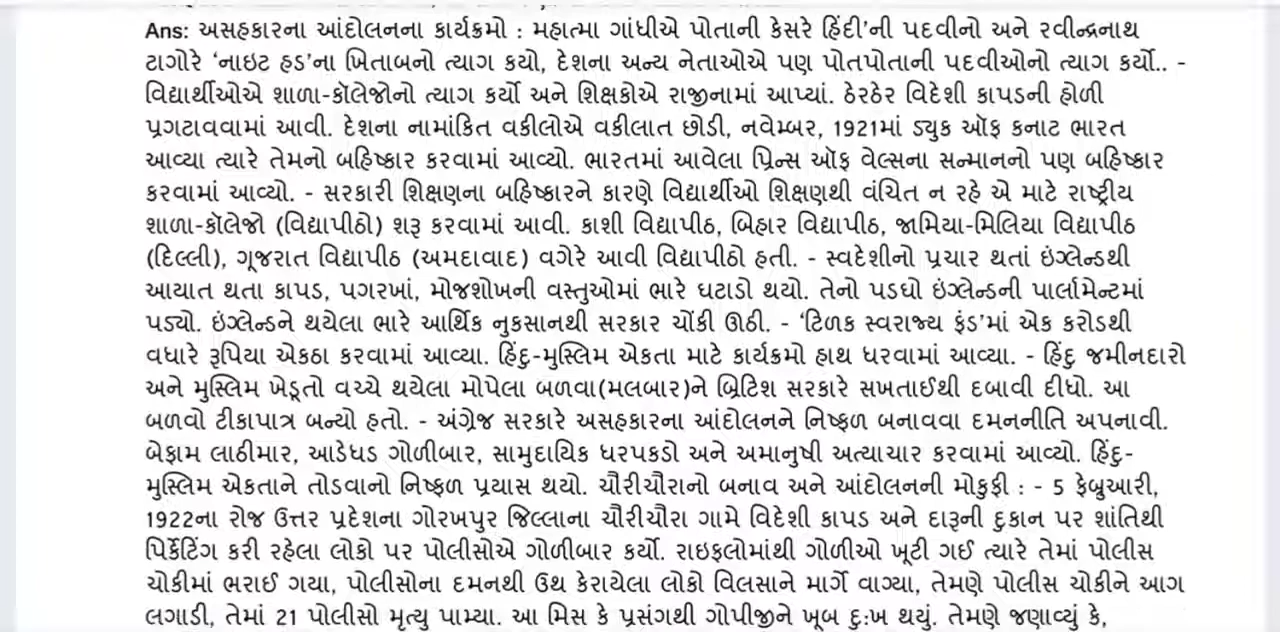 Ans: અસહકારના આંદોલનના કાર્યક્રમો : મહાત્મા ગાંધીએ પોતાની કેસરે હિંદી’ની પદવીનો અને રવીન્દ્રનાથ
ટાગોરે ‘નાઇટ હુડ’ના ખિતાબનો ત્યાગ કયો, દેશના અન્ય નેતાઓએ પણ પોતપોતાની પદવીઓનો ત્યાગ કર્યો.. -
વિદ્યાર્થીઓએ શાળા-કૉલેજોનો ત્યાગ કર્યો અને શિક્ષકોએ રાજીનામાં આપ્યાં. ઠેરઠેર વિદેશી કાપડની હોળી
પ્રગટાવવામાં આવી. દેશના નામાંકિત વકીલોએ વકીલાત છોડી, નવેમ્બર, 1921માં ડ્યુક ઑફ કનાટ ભારત
આવ્યા ત્યારે તેમનો બહિષ્કાર કરવામાં આવ્યો. ભારતમાં આવેલા પ્રિન્સ ઑફ વેલ્સના સન્માનનો પણ બહિષ્કાર
કરવામાં આવ્યો. - સરકારી શિક્ષણના બહિષ્કારને કારણે વિદ્યાર્થીઓ શિક્ષણથી વંચિત ન રહે એ માટે રાષ્ટ્રીય
શાળા-કૉલેજો (વિદ્યાપીઠો) શરૂ કરવામાં આવી. કાશી વિદ્યાપીઠ, બિહાર વિદ્યાપીઠ, જામિયા-મિલિયા વિદ્યાપીઠ
(દિલ્લી), ગૂજરાત વિદ્યાપીઠ (અમદાવાદ) વગેરે આવી વિદ્યાપીઠો હતી. - સ્વદેશીનો પ્રચાર થતાં ઇંગ્લેન્ડથી
આયાત થતા કાપડ, પગરખાં, મોજશોખની વસ્તુઓમાં ભારે ઘટાડો થયો. તેનો પડઘો ઇંગ્લેન્ડની પાર્લામેન્ટમાં
પડ્યો. ઇંગ્લેન્ડને થયેલા ભારે આર્થિક નુકસાનથી સરકાર ચોંકી ઊઠી. - ‘ટિળક સ્વરાજ્ય ફંડ’માં એક કરોડથી
વધારે રૂપિયા એકઠા કરવામાં આવ્યા. હિંદુ-મુસ્લિમ એકતા માટે કાર્યક્રમો હાથ ધરવામાં આવ્યા. - હિંદુ જમીનદારો
અને મુસ્લિમ ખેડૂતો વચ્ચે થયેલા મોપેલા બળવા(મલબાર)ને બ્રિટિશ સરકારે સખતાઈથી દબાવી દીધો. આ
બળવો ટીકાપાત્ર બન્યો હતો. - અંગ્રેજ સરકારે અસહકારના આંદોલનને નિષ્ફળ બનાવવા દમનનીતિ અપનાવી.
બેફામ લાઠીમાર, આડેધડ ગોળીબાર, સામુદાયિક ધરપકડો અને અમાનુષી અત્યાચાર કરવામાં આવ્યો. હિંદુ-
મુસ્લિમ એકતાને તોડવાનો નિષ્ફળ પ્રયાસ થયો. ચૌરીચૌરાનો બનાવ અને આંદોલનની મોકુફી : - 5 ફેબ્રુઆરી,
1922ના રોજ ઉત્તર પ્રદેશના ગોરખપુર જિલ્લાના ચૌરીચૌરા ગામે વિદેશી કાપડ અને દારૂની દુકાન પર શાંતિથી
પિર્કેટિંગ કરી રહેલા લોકો પર પોલીસોએ ગોળીબાર કર્યો. રાઇફલોમાંથી ગોળીઓ ખૂટી ગઈ ત્યારે તેમાં પોલીસ
ચોકીમાં ભરાઈ ગયા, પોલીસોના દમનથી ઉથ કેરાયેલા લોકો વિલસાને માર્ગે વાગ્યા, તેમણે પોલીસ ચોકીને આગ
લગાડી, તેમાં 21 પોલીસો મૃત્યુ પામ્યા. આ મિસ કે પ્રસંગથી ગોપીજીને ખૂબ દુઃખ થયું. તેમણે જણાવ્યું કે,